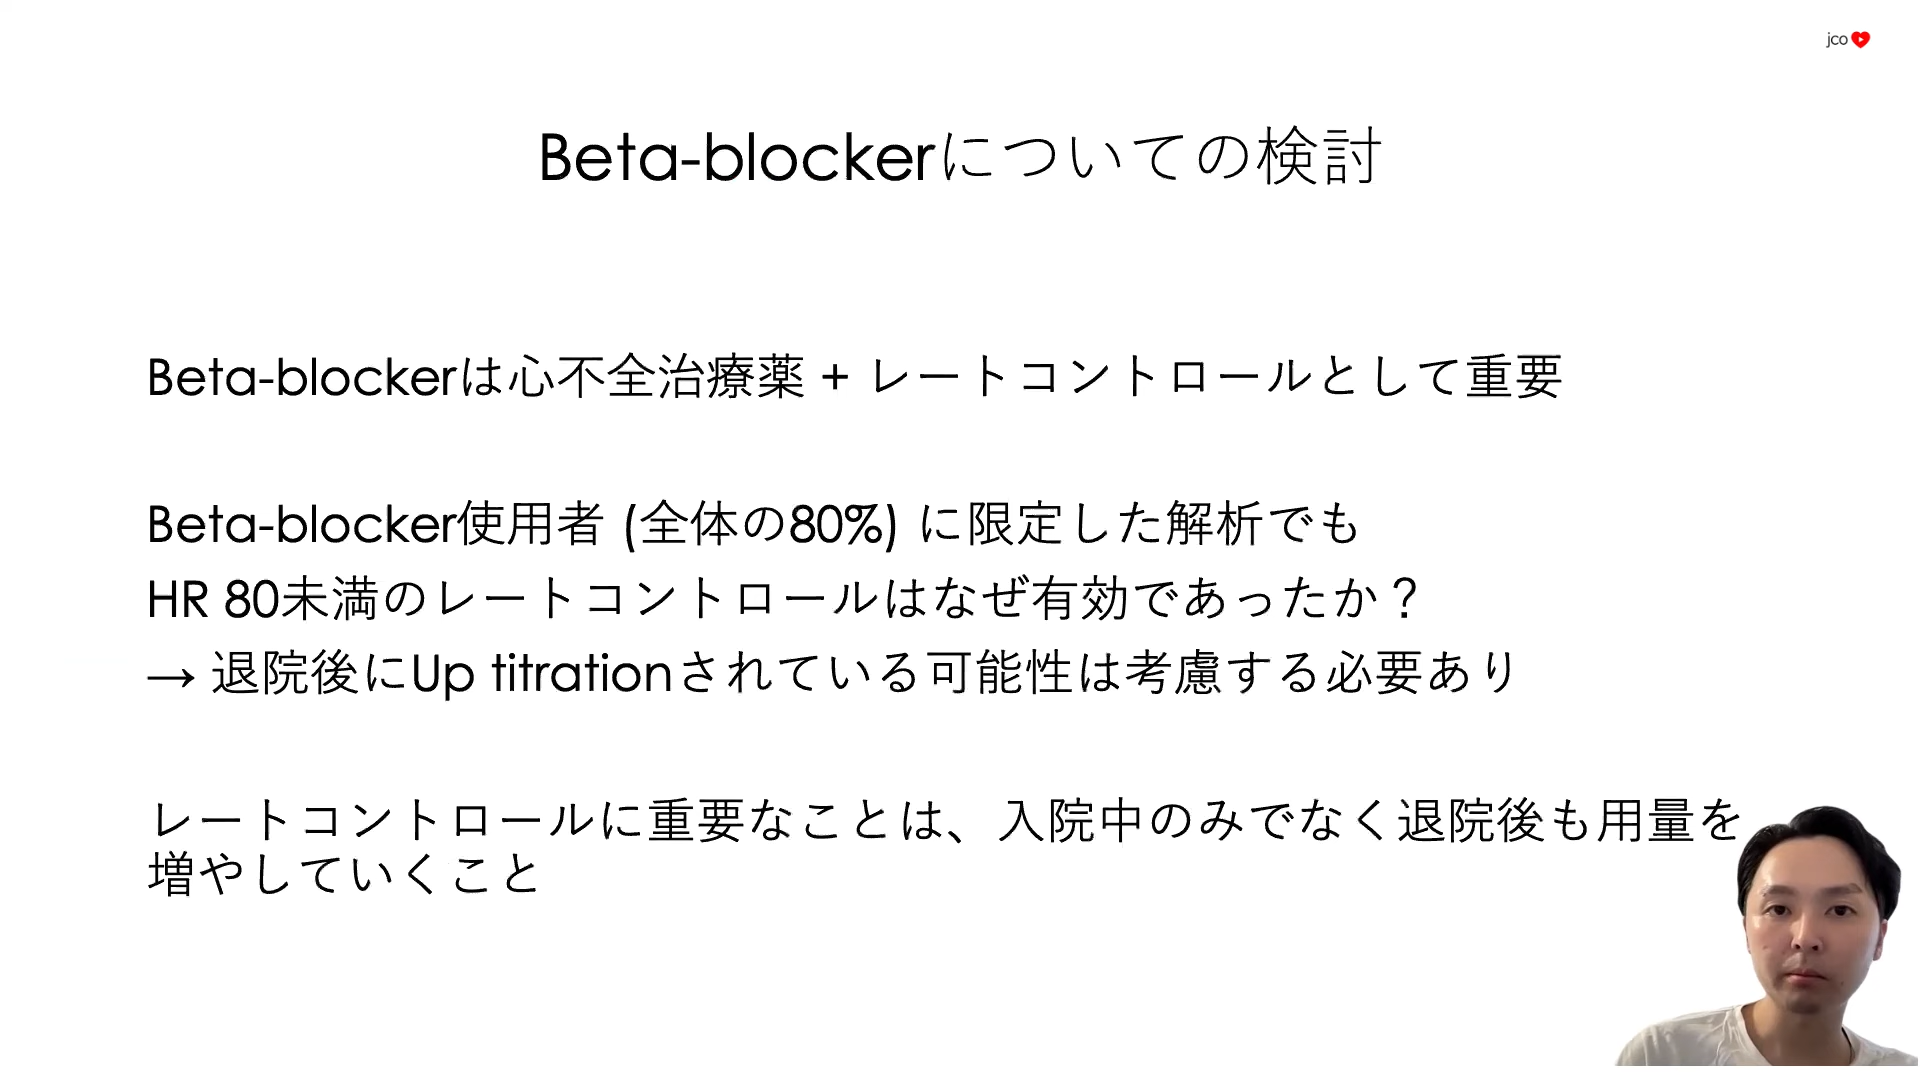 jco
Beta-blockerについての検討
Beta-blockerは心不全治療薬 + レートコントロールとして重要
Beta-blocker使用者 (全体の80%) に限定した解析でも
HR 80未満のレートコントロールはなぜ有効であったか？
→ 退院後にUp titrationされている可能性は考慮する必要あり
レートコントロールに重要なことは、入院中のみでなく退院後も用量を
増やしていくこと